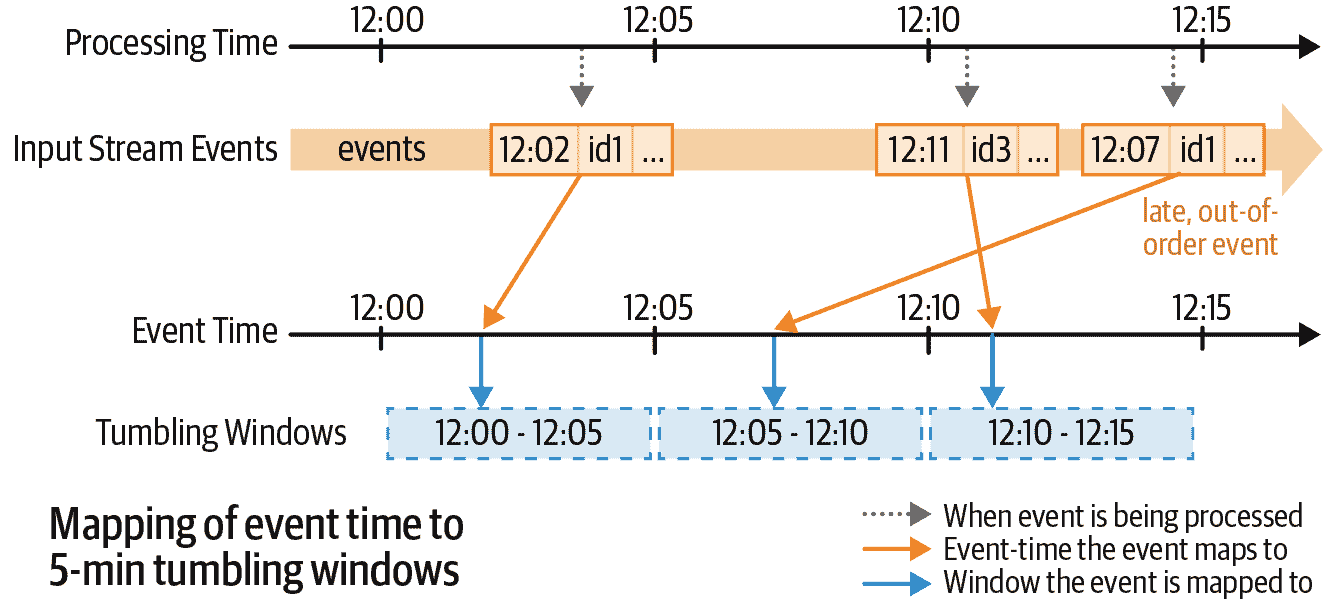 12:00 12:05 12:10 12:15
Processing Time
Input Stream Events events 12:02 id1 ... 12:11 id3 ... 12:07 id1 ...
late, out-of-
order event
12:00 12:05 12:10 12:15
Event Time
Tumbling Windows 12:00 - 12:05 12:05 - 12:10 12:10 - 12:15
Mapping of event time to
5-min tumbling windows
When event is being processed
Event-time the event maps to
Window the event is mapped to